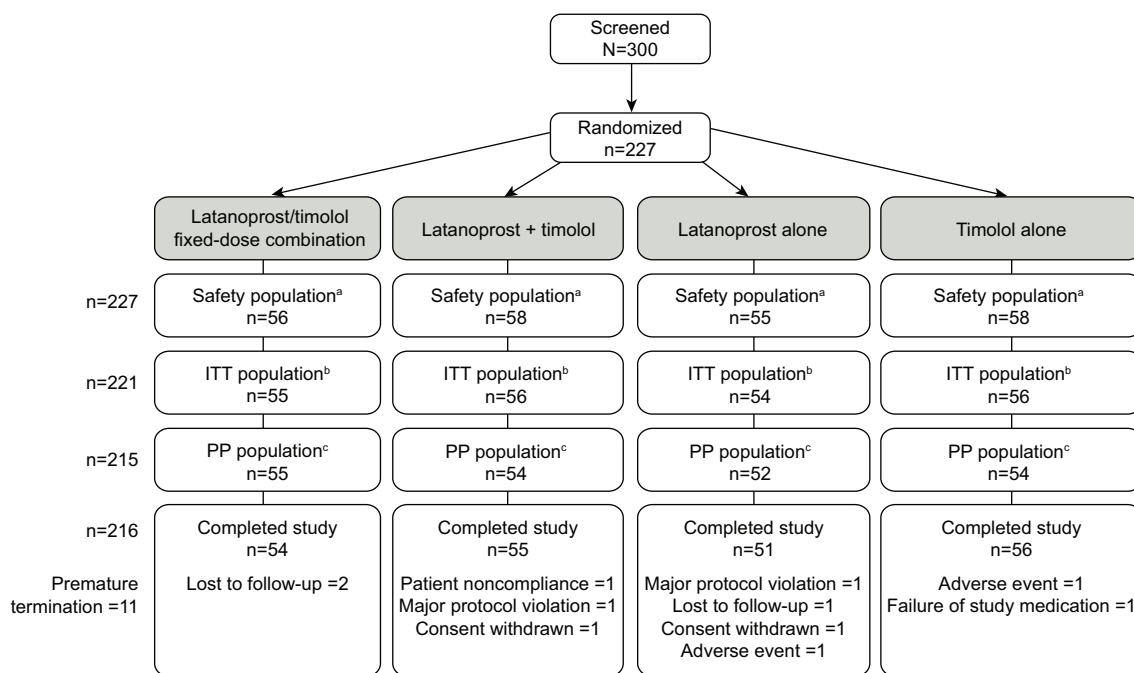 Screened
N=300
Randomized
n=227
Latanoprost/timolol
fixed-dose combination
Latanoprost + timolol
Latanoprost alone
Timolol alone
n=227
Safety populationᵃ
n=56
Safety populationᵃ
n=58
Safety populationᵃ
n=55
Safety populationᵃ
n=58
n=221
ITT populationᵇ
n=55
ITT populationᵇ
n=56
ITT populationᵇ
n=54
ITT populationᵇ
n=56
n=215
PP populationᶜ
n=55
PP populationᶜ
n=54
PP populationᶜ
n=52
PP populationᶜ
n=54
n=216
Premature
termination =11
Completed study
n=54
Lost to follow-up =2
Completed study
n=55
Patient noncompliance =1
Major protocol violation =1
Consent withdrawn =1
Completed study
n=51
Major protocol violation =1
Lost to follow-up =1
Consent withdrawn =1
Adverse event =1
Completed study
n=56
Adverse event =1
Failure of study medication =1